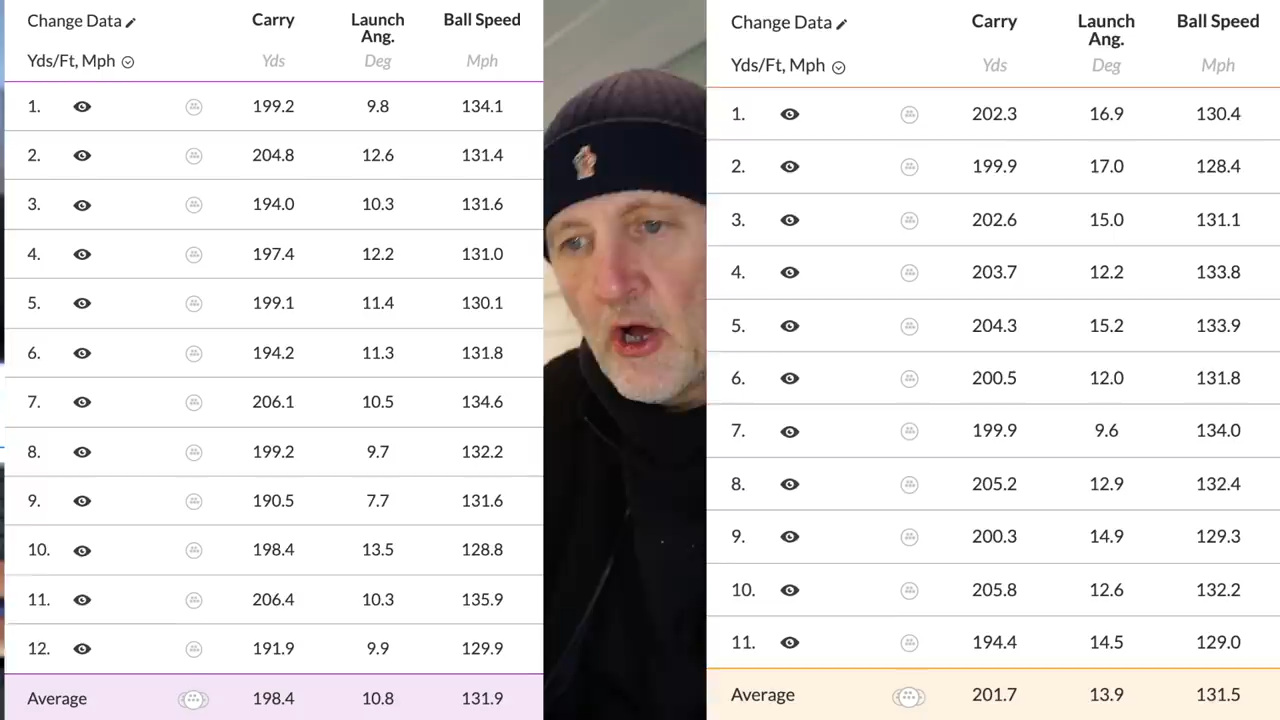 Change Data Carry Launch Ang. Ball Speed
Yds/Ft, Mph Yds Deg Mph
1. 199.2 9.8 134.1
2. 204.8 12.6 131.4
3. 194.0 10.3 131.6
4. 197.4 12.2 131.0
5. 199.1 11.4 130.1
6. 194.2 11.3 131.8
7. 206.1 10.5 134.6
8. 199.2 9.7 132.2
9. 190.5 7.7 131.6
10. 198.4 13.5 128.8
11. 206.4 10.3 135.9
12. 191.9 9.9 129.9
Average 198.4 10.8 131.9
Change Data Carry Launch Ang. Ball Speed
Yds/Ft, Mph Yds Deg Mph
1. 202.3 16.9 130.4
2. 199.9 17.0 128.4
3. 202.6 15.0 131.1
4. 203.7 12.2 133.8
5. 204.3 15.2 133.9
6. 200.5 12.0 131.8
7. 199.9 9.6 134.0
8. 205.2 12.9 132.4
9. 200.3 14.9 129.3
10. 205.8 12.6 132.2
11. 194.4 14.5 129.0
Average 201.7 13.9 131.5